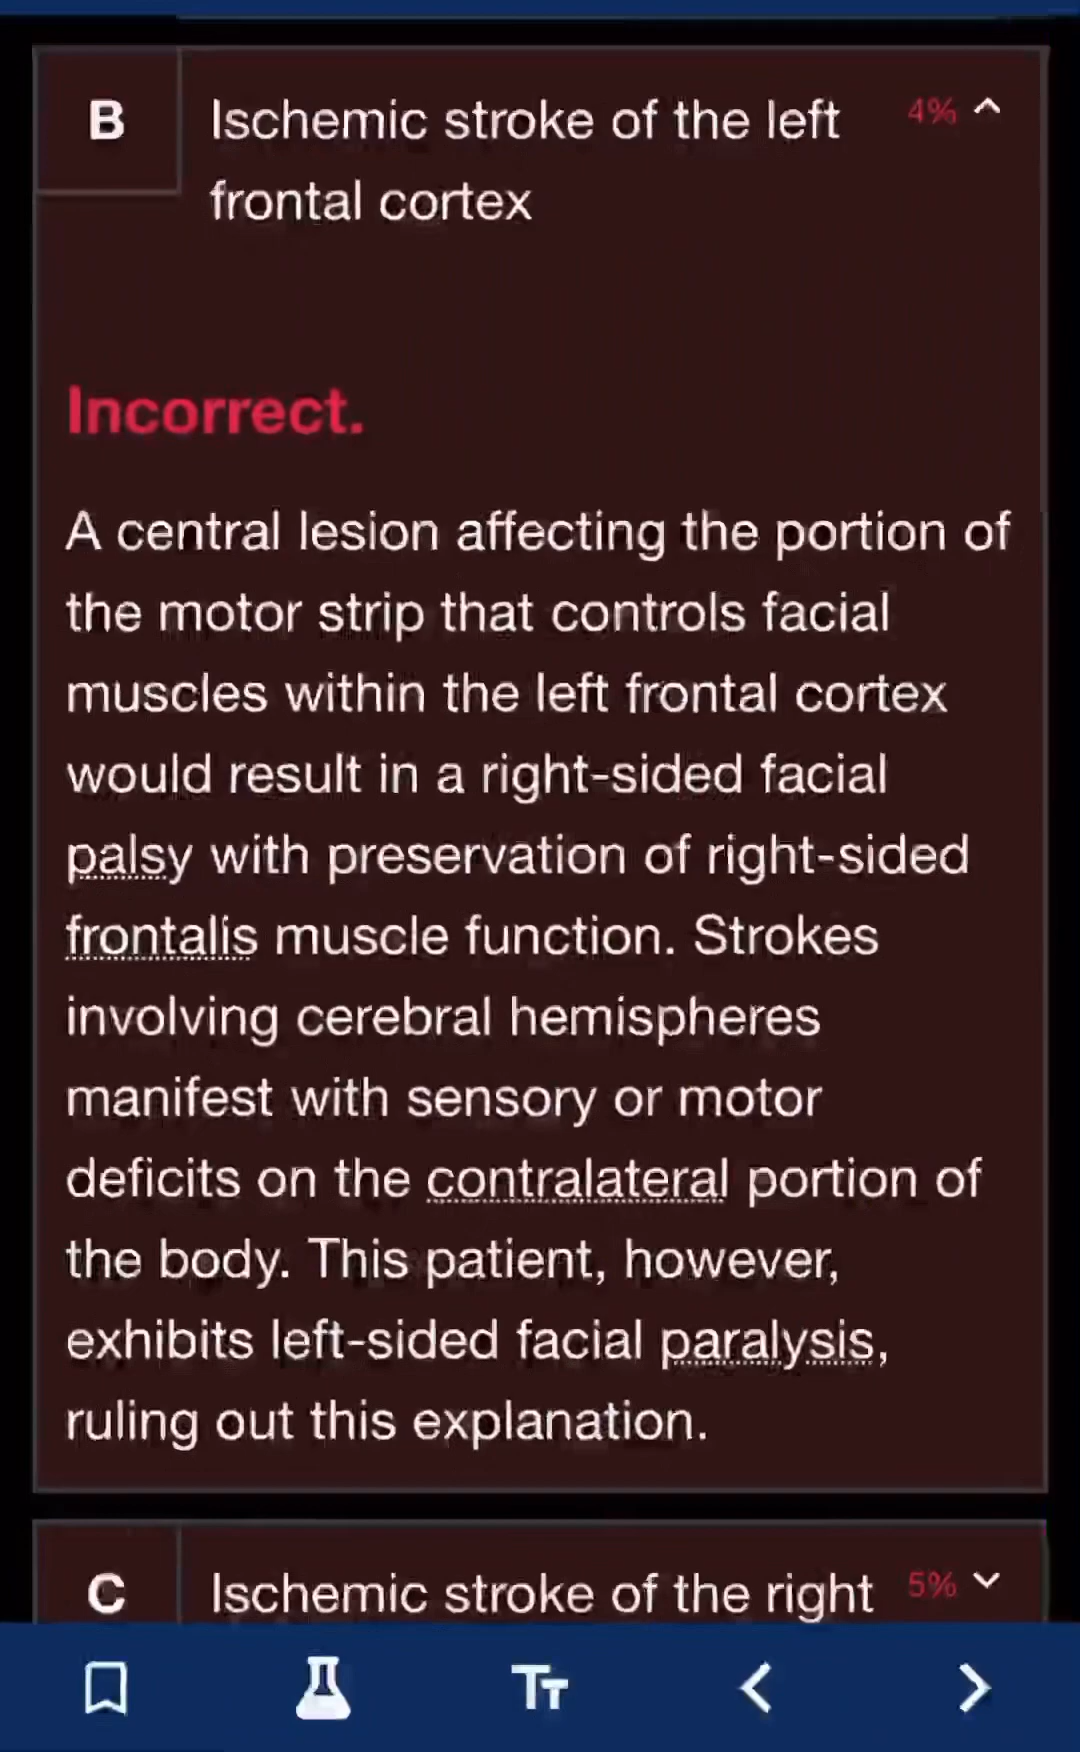 B
Ischemic stroke of the left
4%
frontal cortex
Incorrect.
A central lesion affecting the portion of
the motor strip that controls facial
muscles within the left frontal cortex
would result in a right-sided facial
palsy with preservation of right-sided
frontalis muscle function. Strokes
involving cerebral hemispheres
manifest with sensory or motor
deficits on the contralateral portion of
the body. This patient, however,
exhibits left-sided facial paralysis,
ruling out this explanation.
C
Ischemic stroke of the right
5%
TT